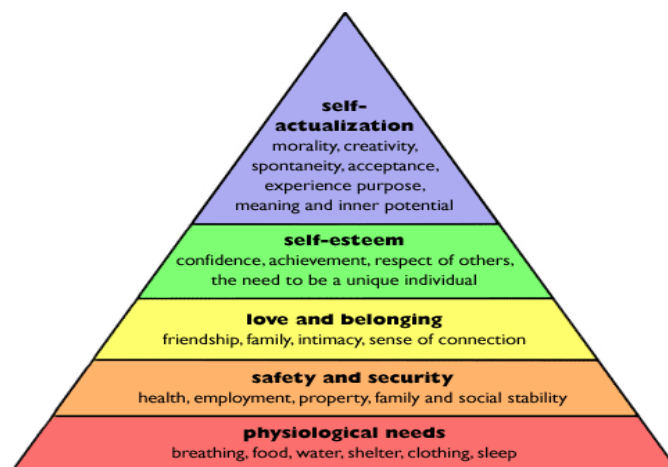 self-
actualization
morality, creativity,
spontaneity, acceptance,
experience purpose,
meaning and inner potential
self-esteem
confidence, achievement, respect of others,
the need to be a unique individual
love and belonging
friendship, family, intimacy, sense of connection
safety and security
health, employment, property, family and social stability
physiological needs
breathing, food, water, shelter, clothing, sleep